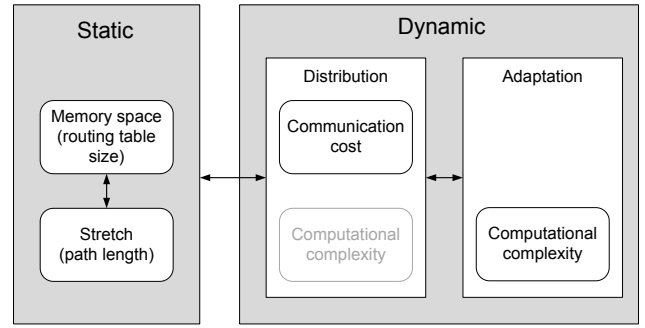 Static
Memory space
(routing table
size)
Stretch
(path length)
Dynamic
Distribution
Communication
cost
Computational
complexity
Adaptation
Computational
complexity